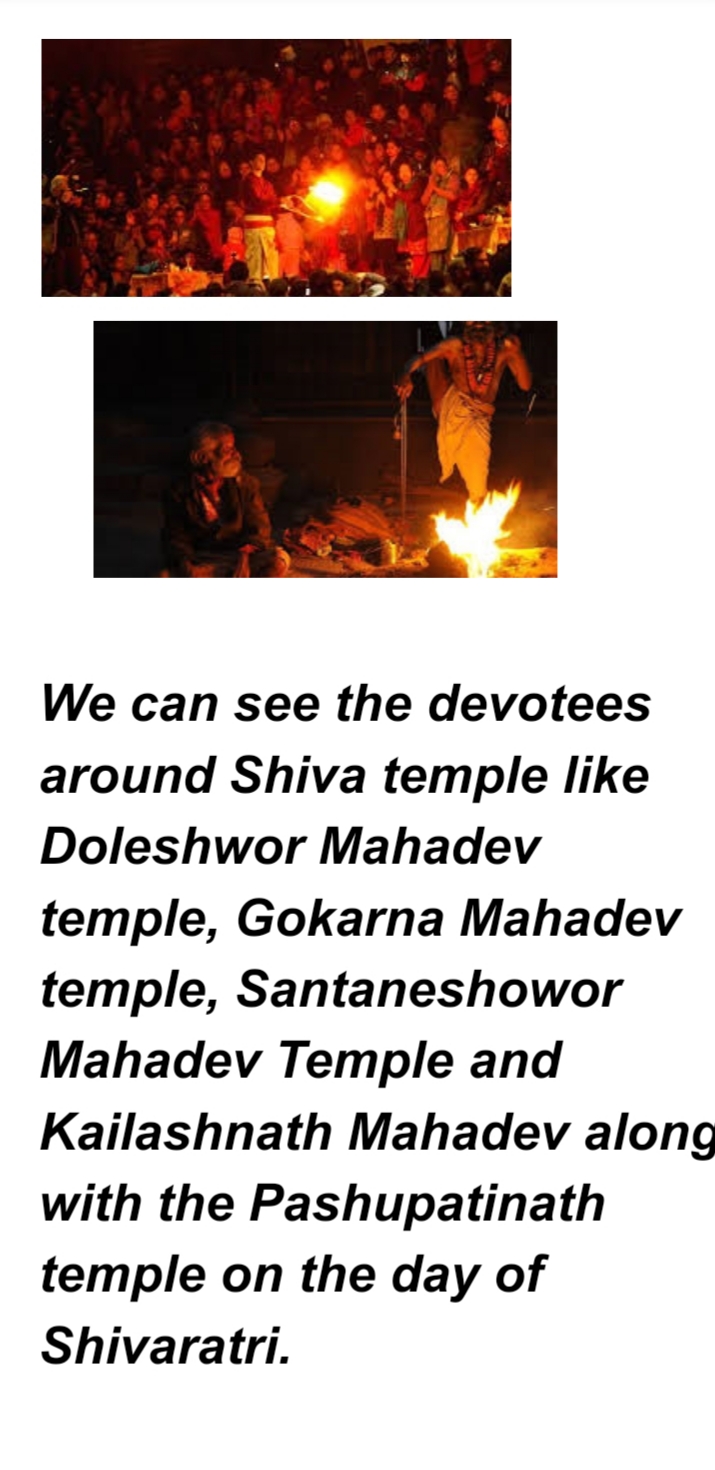 We can see the devotees
around Shiva temple like
Doleshwor Mahadev
temple, Gokarna Mahadev
temple, Santaneshowor
Mahadev Temple and
Kailashnath Mahadev along
with the Pashupatinath
temple on the day of
Shivaratri.